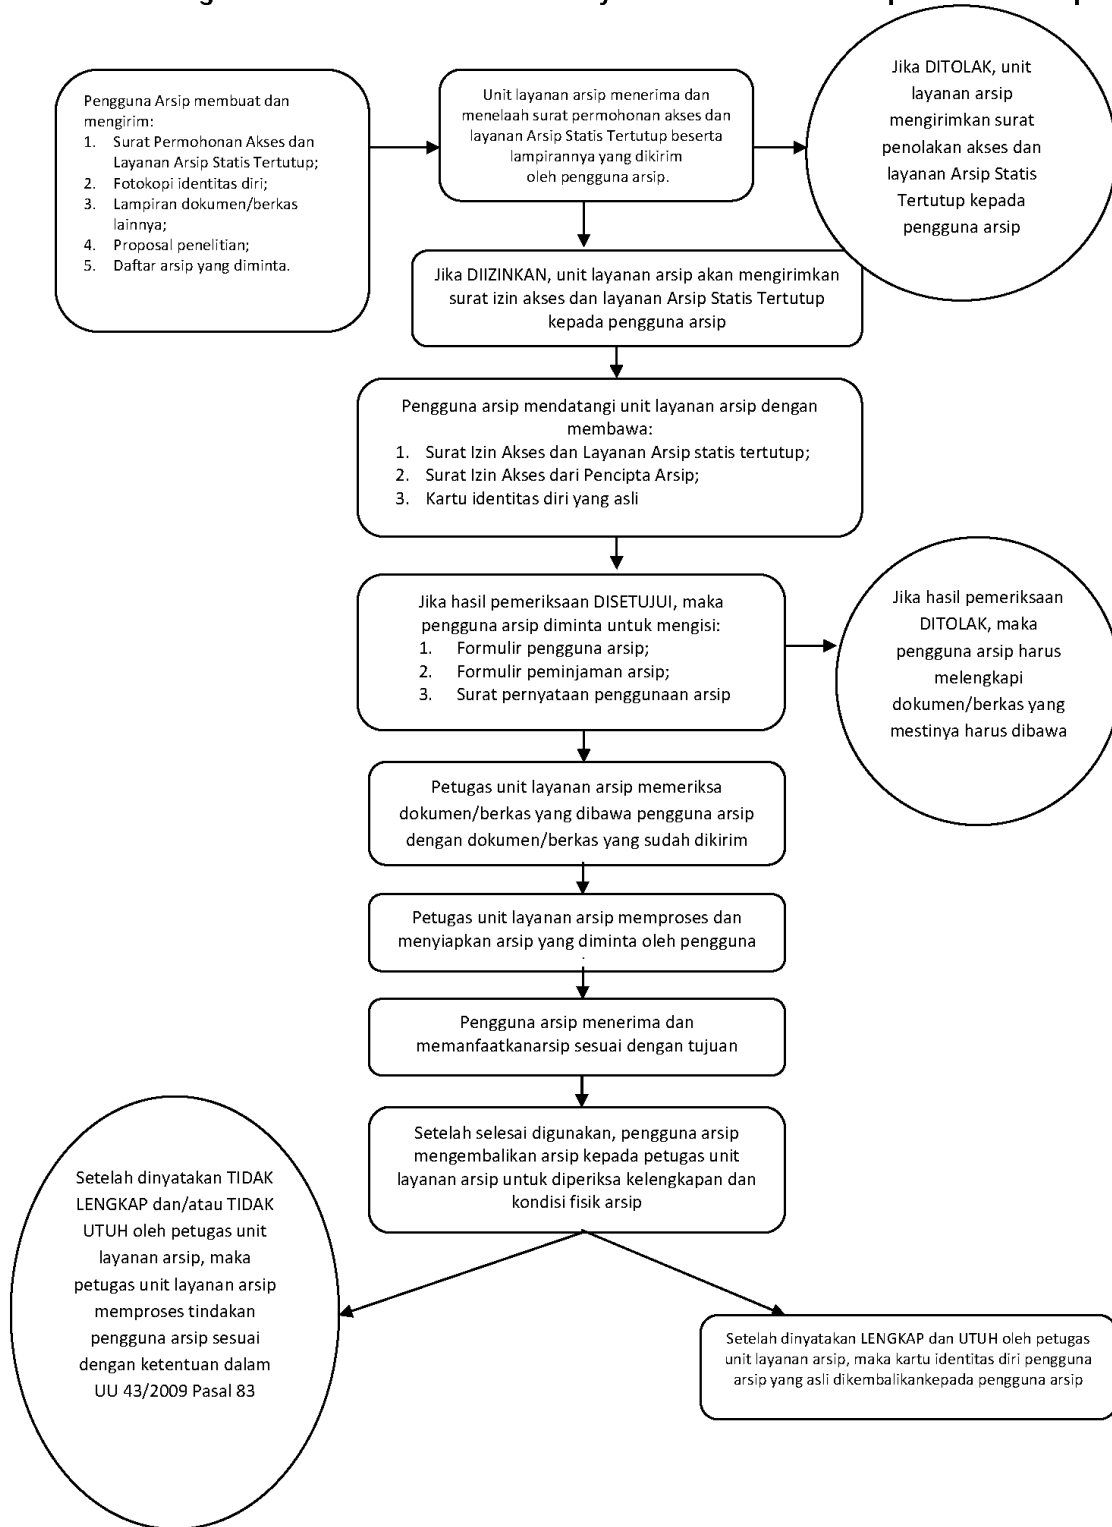 Pengguna Arsip membuat dan
mengirim:
1. Surat Permohonan Akses dan
Layanan Arsip Statis Tertutup;
2. Fotokopi identitas diri;
3. Lampiran dokumen/berkas
lainnya;
4. Proposal penelitian;
5. Daftar arsip yang diminta.
Unit layanan arsip menerima dan
menelaah surat permohonan akses dan
layanan Arsip Statis Tertutup beserta
lampirannya yang dikirim
oleh pengguna arsip.
Jika DITOLAK, unit
layanan arsip
mengirimkan surat
penolakan akses dan
layanan Arsip Statis
Tertutup kepada
pengguna arsip
Jika DIIZINKAN, unit layanan arsip akan mengirimkan
surat izin akses dan layanan Arsip Statis Tertutup
kepada pengguna arsip
Pengguna arsip mendatangi unit layanan arsip dengan
membawa:
1. Surat Izin Akses dan Layanan Arsip statis tertutup;
2. Surat Izin Akses dari Pencipta Arsip;
3. Kartu identitas diri yang asli
Jika hasil pemeriksaan DISETUJUI, maka
pengguna arsip diminta untuk mengisi:
1. Formulir pengguna arsip;
2. Formulir peminjaman arsip;
3. Surat pernyataan penggunaan arsip
Jika hasil pemeriksaan
DITOLAK, maka
pengguna arsip harus
melengkapi
dokumen/berkas yang
mestinya harus dibawa
Petugas unit layanan arsip memeriksa
dokumen/berkas yang dibawa pengguna arsip
dengan dokumen/berkas yang sudah dikirim
Petugas unit layanan arsip memproses dan
menyiapkan arsip yang diminta oleh pengguna
.
Pengguna arsip menerima dan
memanfaatkanarsip sesuai dengan tujuan
Setelah selesai digunakan, pengguna arsip
mengembalikan arsip kepada petugas unit
layanan arsip untuk diperiksa kelengkapan dan
kondisi fisik arsip
Setelah dinyatakan TIDAK
LENGKAP dan/atau TIDAK
UTUH oleh petugas unit
layanan arsip, maka
petugas unit layanan arsip
memproses tindakan
pengguna arsip sesuai
dengan ketentuan dalam
UU 43/2009 Pasal 83
Setelah dinyatakan LENGKAP dan UTUH oleh petugas
unit layanan arsip, maka kartu identitas diri pengguna
arsip yang asli dikembalikankepada pengguna arsip